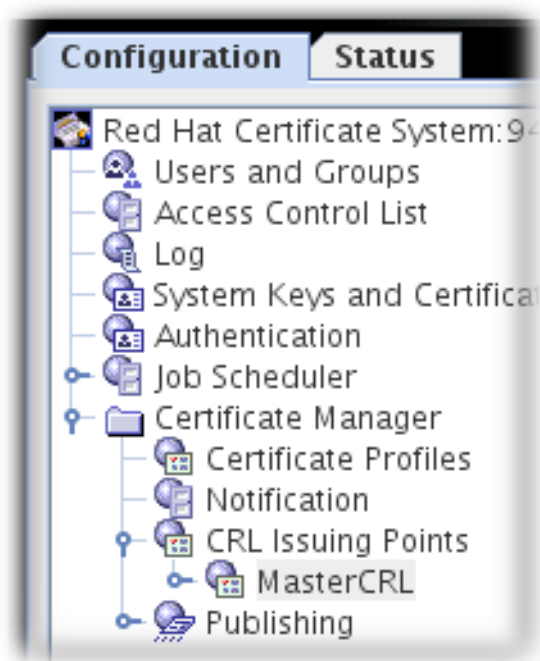 Configuration Status
Red Hat Certificate System:94
Users and Groups
Access Control List
Log
System Keys and Certificat
Authentication
Job Scheduler
Certificate Manager
Certificate Profiles
Notification
CRL Issuing Points
MasterCRL
Publishing